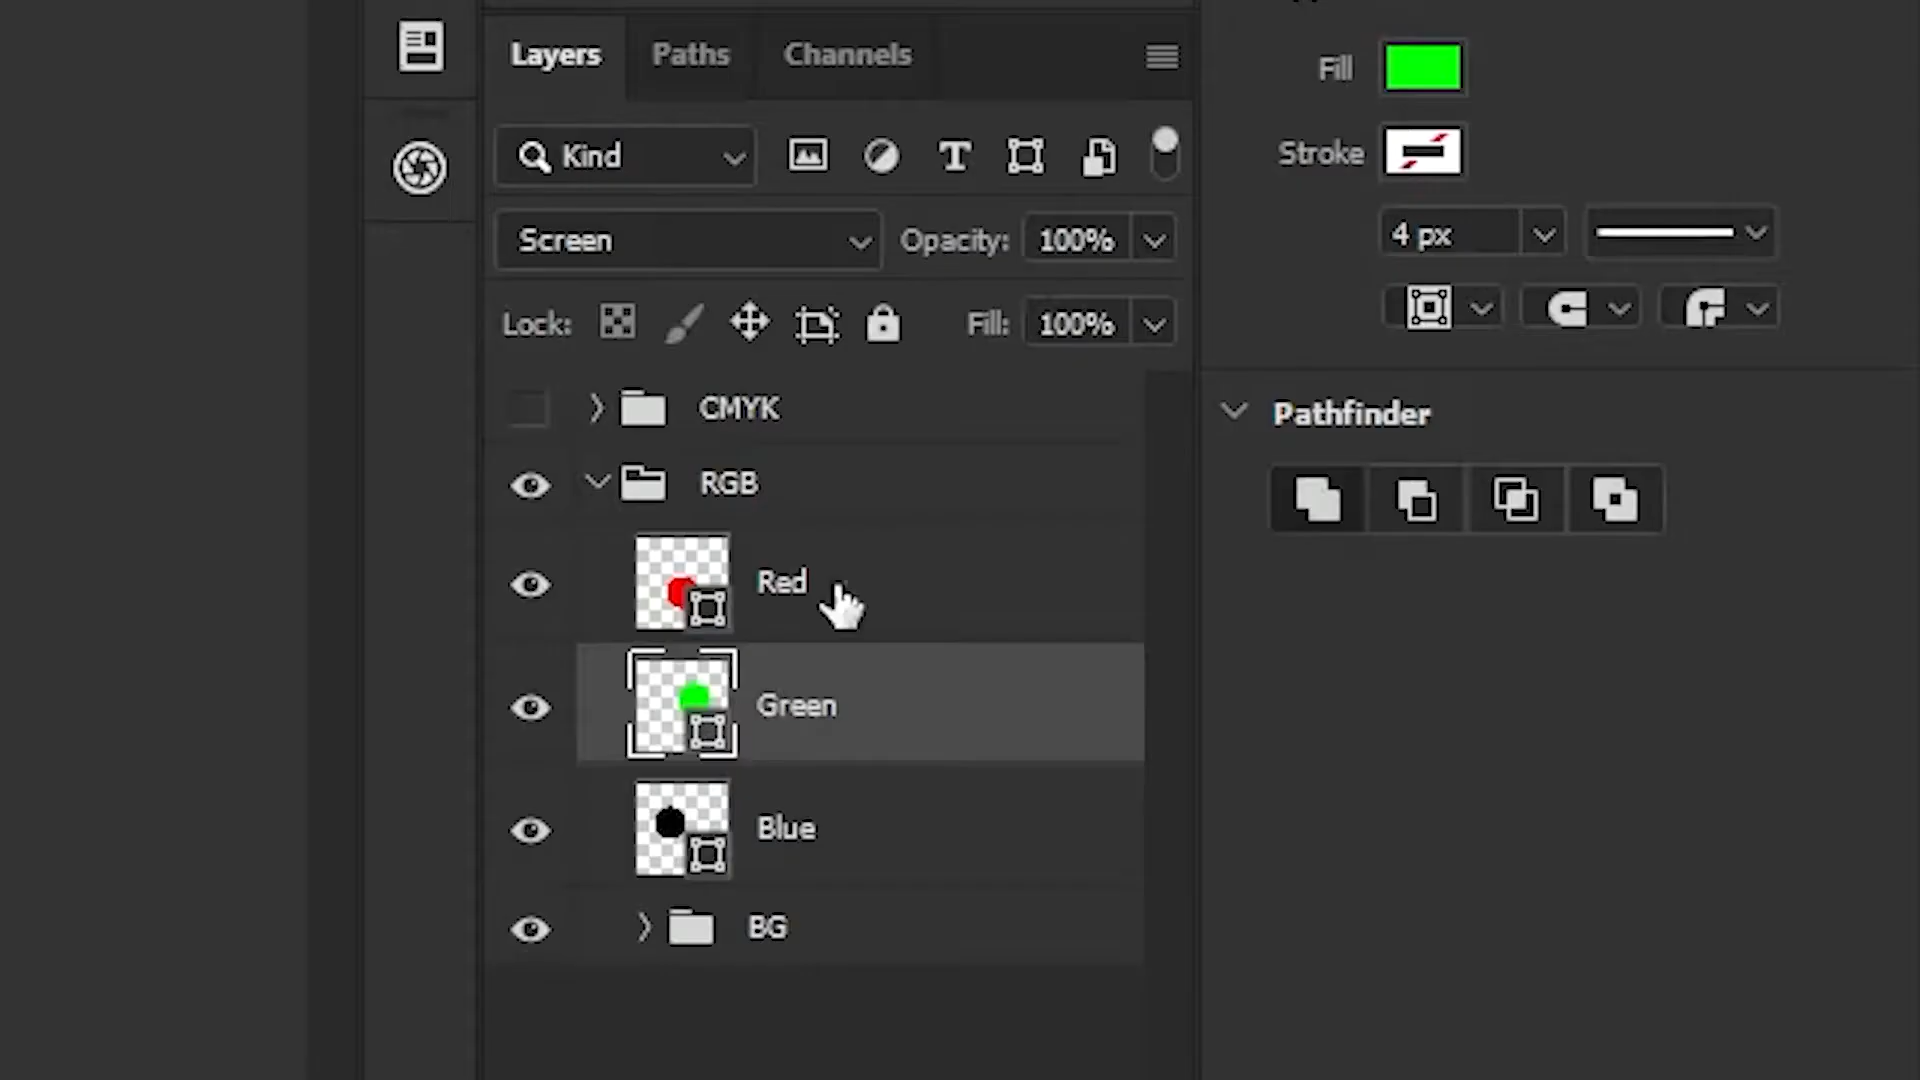 Layers Paths Channels
Kind
Screen Opacity: 100%
Lock: Fill: 100%
CMYK
RGB
Red
Green
Blue
BG
Fill
Stroke
4 px
Pathfinder